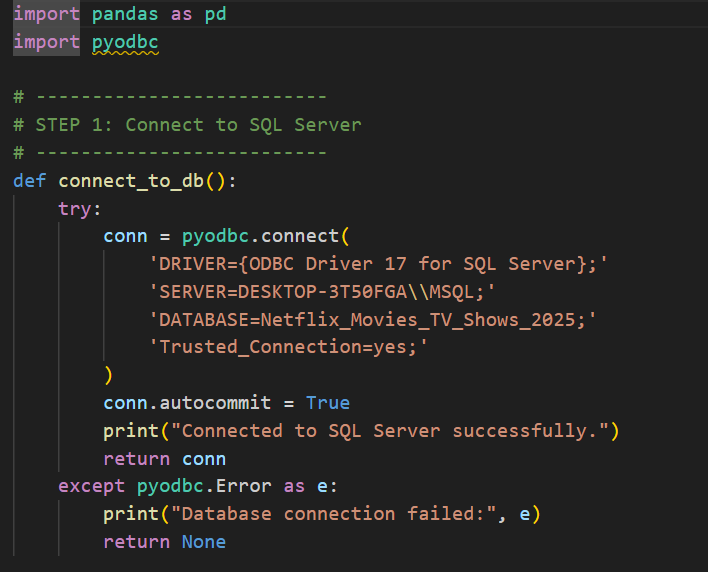 import pandas as pd
import pyodbc
# --------------------------
# STEP 1: Connect to SQL Server
# --------------------------
def connect_to_db():
    try:
        conn = pyodbc.connect(
            'DRIVER={ODBC Driver 17 for SQL Server};'
            'SERVER=DESKTOP-3T50FGA\\MSQL;'
            'DATABASE=Netflix_Movies_TV_Shows_2025;'
            'Trusted_Connection=yes;'
        )
        conn.autocommit = True
        print("Connected to SQL Server successfully.")
        return conn
    except pyodbc.Error as e:
        print("Database connection failed:", e)
        return None